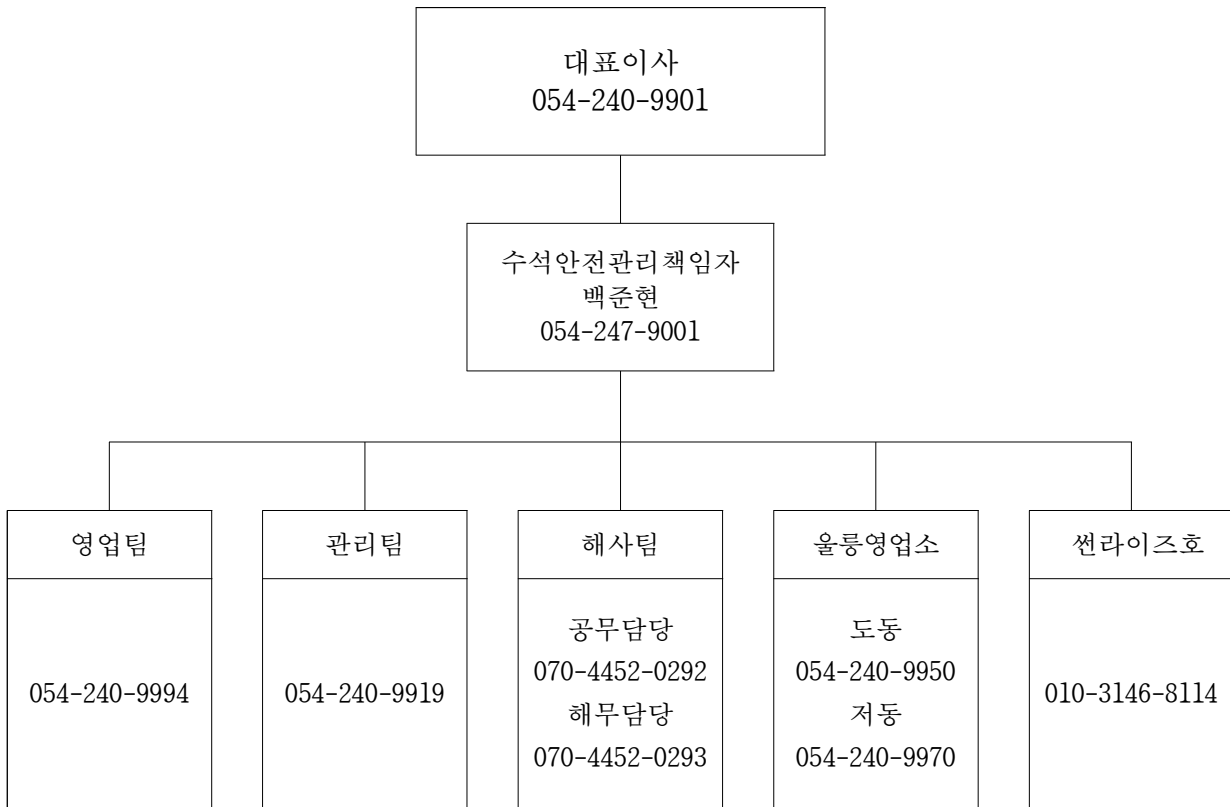 대표이사
054-240-9901
수석안전관리책임자
백준현
054-247-9001
영업팀
054-240-9994
관리팀
054-240-9919
해사팀
공무담당
070-4452-0292
해무담당
070-4452-0293
울릉영업소
도동
054-240-9950
저동
054-240-9970
썬라이즈호
010-3146-8114